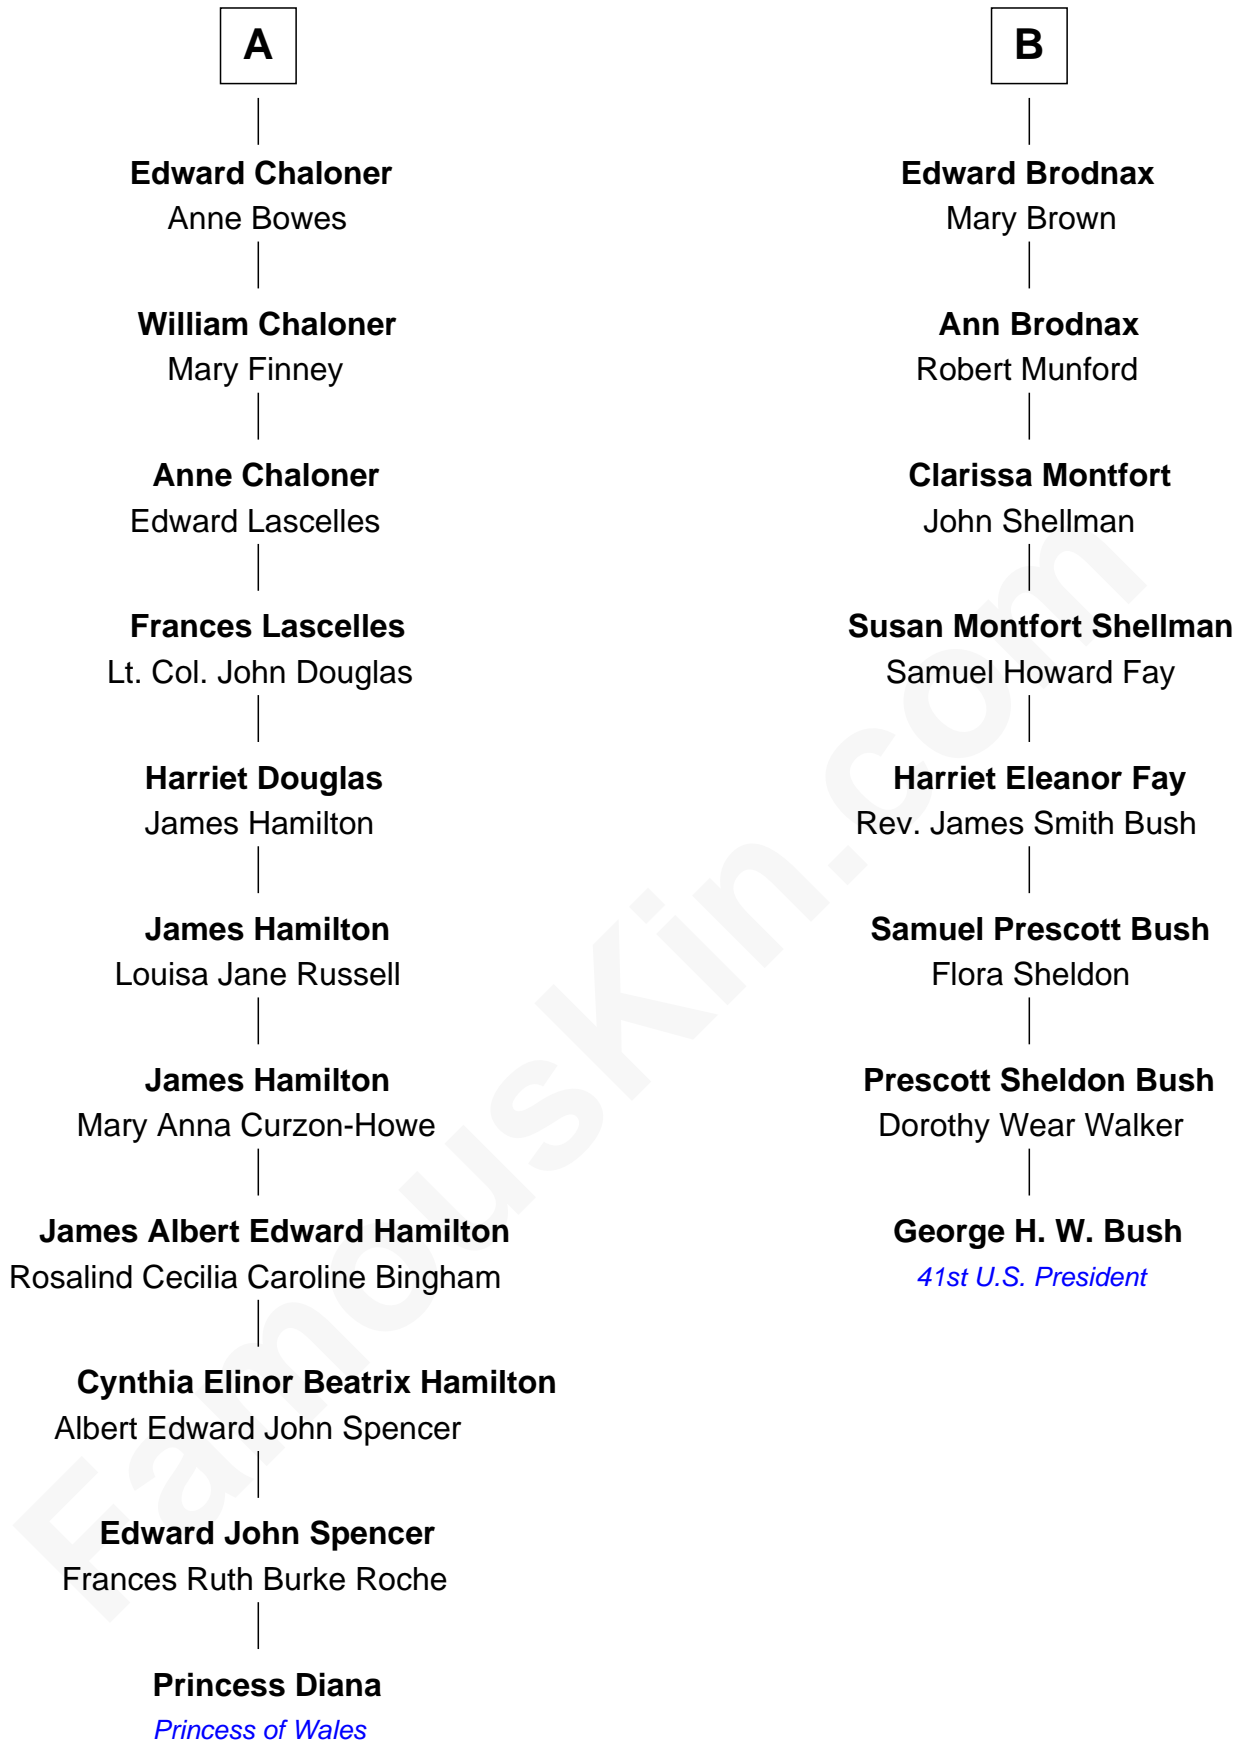 A
Edward Chaloner
Anne Bowes
William Chaloner
Mary Finney
Anne Chaloner
Edward Lascelles
Frances Lascelles
Lt. Col. John Douglas
Harriet Douglas
James Hamilton
James Hamilton
Louisa Jane Russell
James Hamilton
Mary Anna Curzon-Howe
James Albert Edward Hamilton
Rosalind Cecilia Caroline Bingham
Cynthia Elinor Beatrix Hamilton
Albert Edward John Spencer
Edward John Spencer
Frances Ruth Burke Roche
Princess Diana
Princess of Wales
B
Edward Brodnax
Mary Brown
Ann Brodnax
Robert Munford
Clarissa Montfort
John Shellman
Susan Montfort Shellman
Samuel Howard Fay
Harriet Eleanor Fay
Rev. James Smith Bush
Samuel Prescott Bush
Flora Sheldon
Prescott Sheldon Bush
Dorothy Wear Walker
George H. W. Bush
41st U.S. President
FamousKin.com